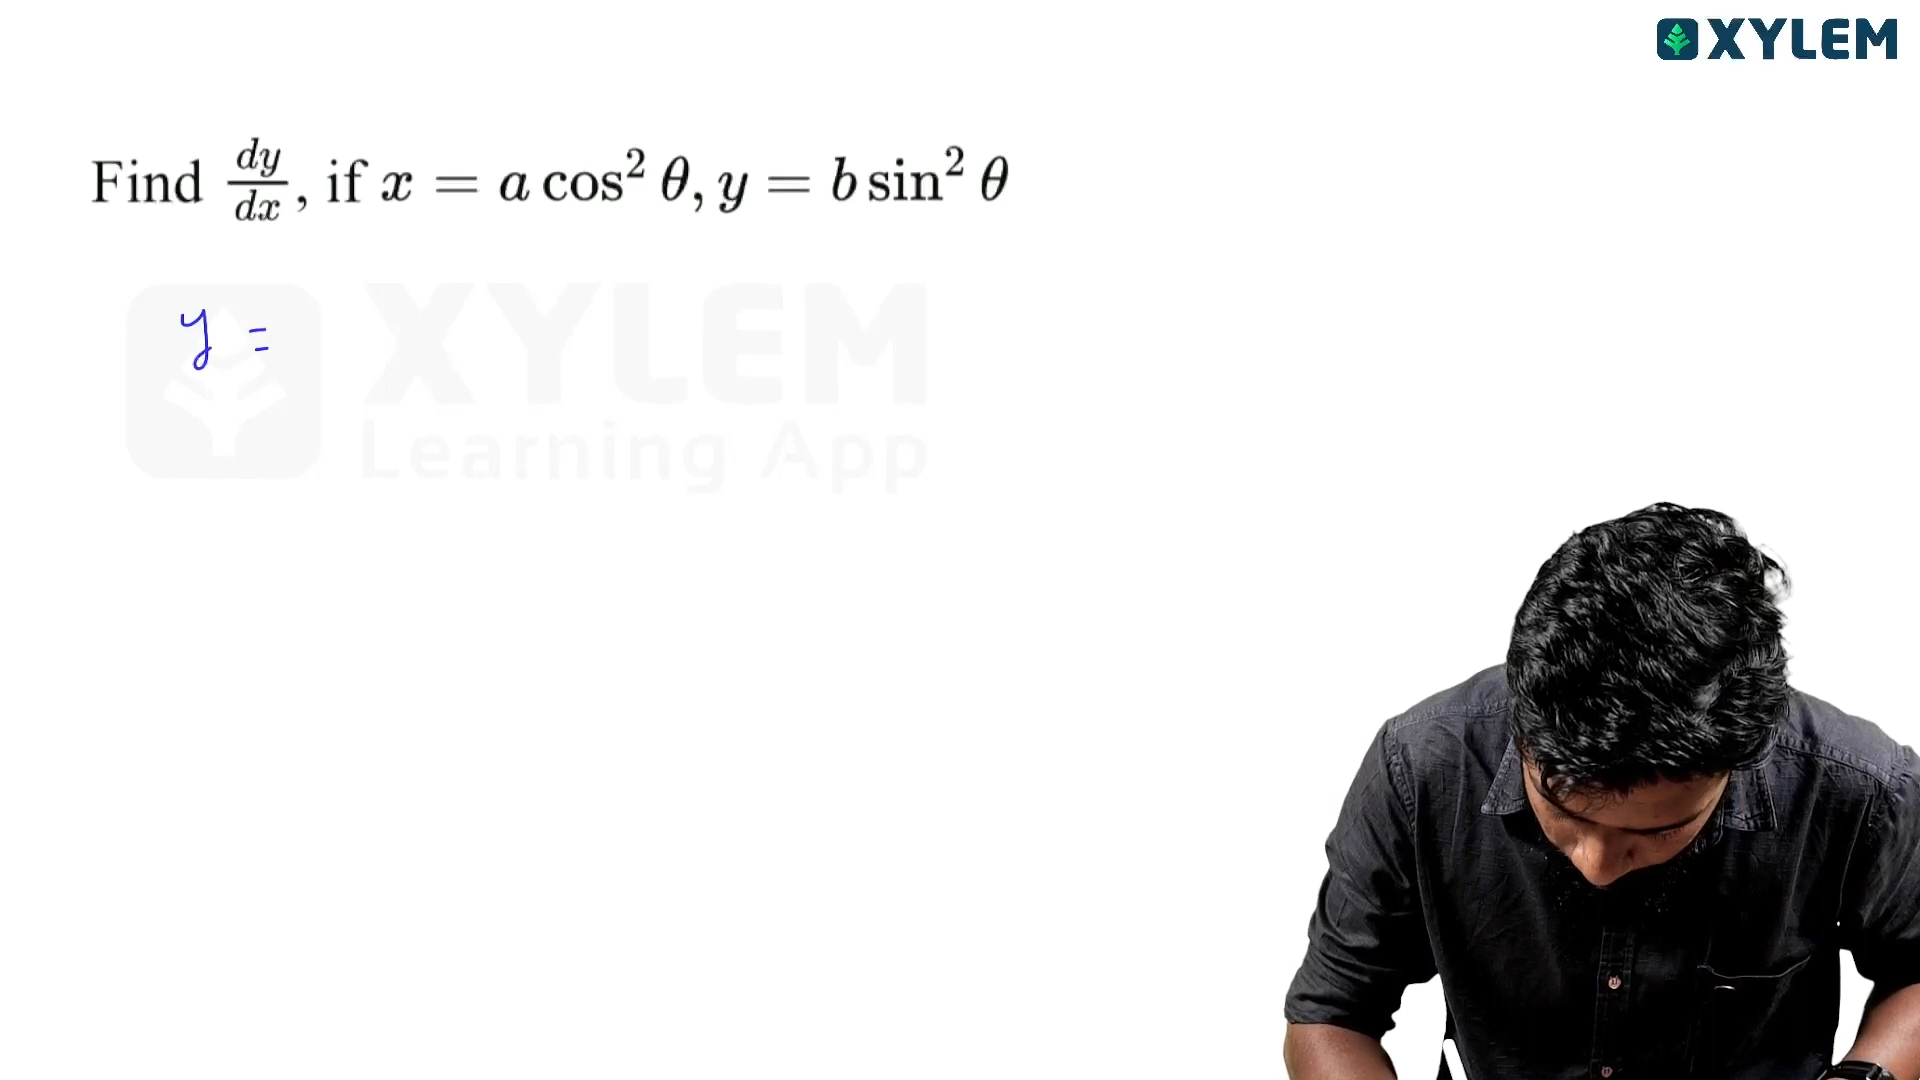 XYLEM
Find dy/dx, if x = a cos² θ, y = b sin² θ
y =
XYLEM
Learning App